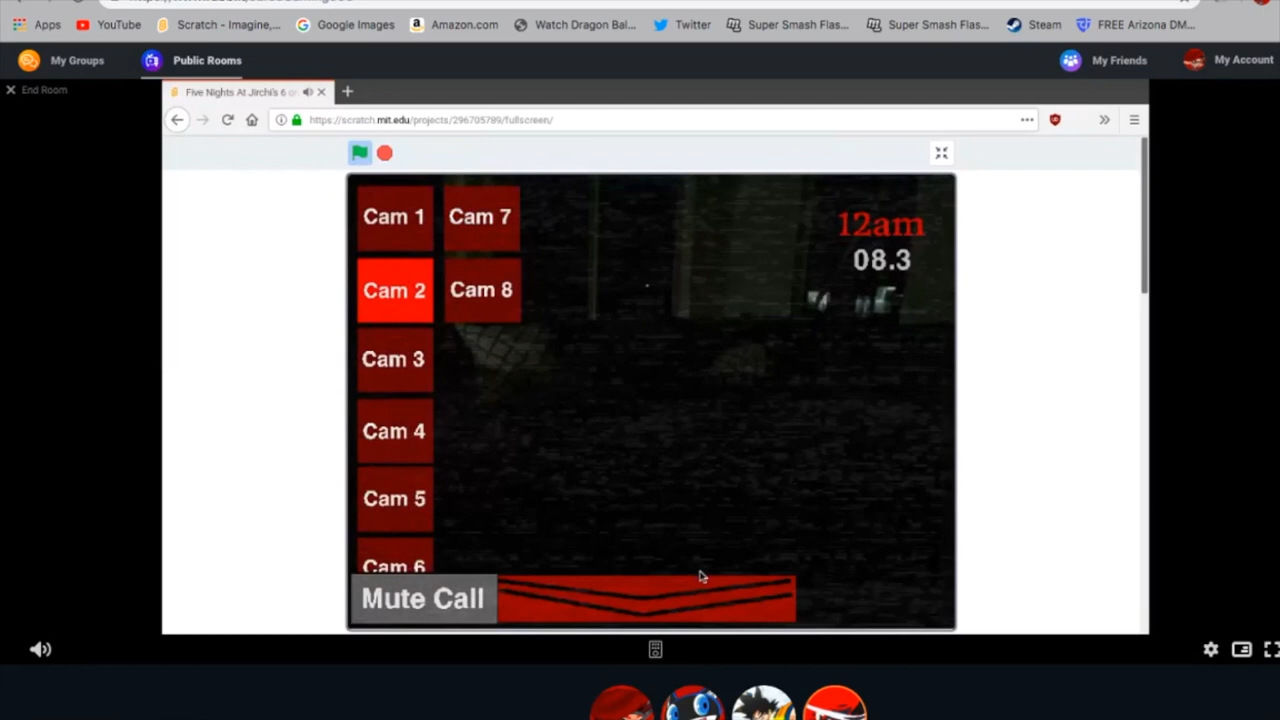 Apps YouTube Scratch - Imagine,... Google Images Amazon.com Watch Dragon Bal... Twitter Super Smash Flas... Super Smash Flas... Steam FREE Arizona DM...
My Groups Public Rooms My Friends My Account
End Room
Five Nights At Jirchi's 6 on
https://scratch.mit.edu/projects/296705789/fullscreen/
Cam 1 Cam 7
12am
08.3
Cam 2 Cam 8
Cam 3
Cam 4
Cam 5
Cam 6
Mute Call